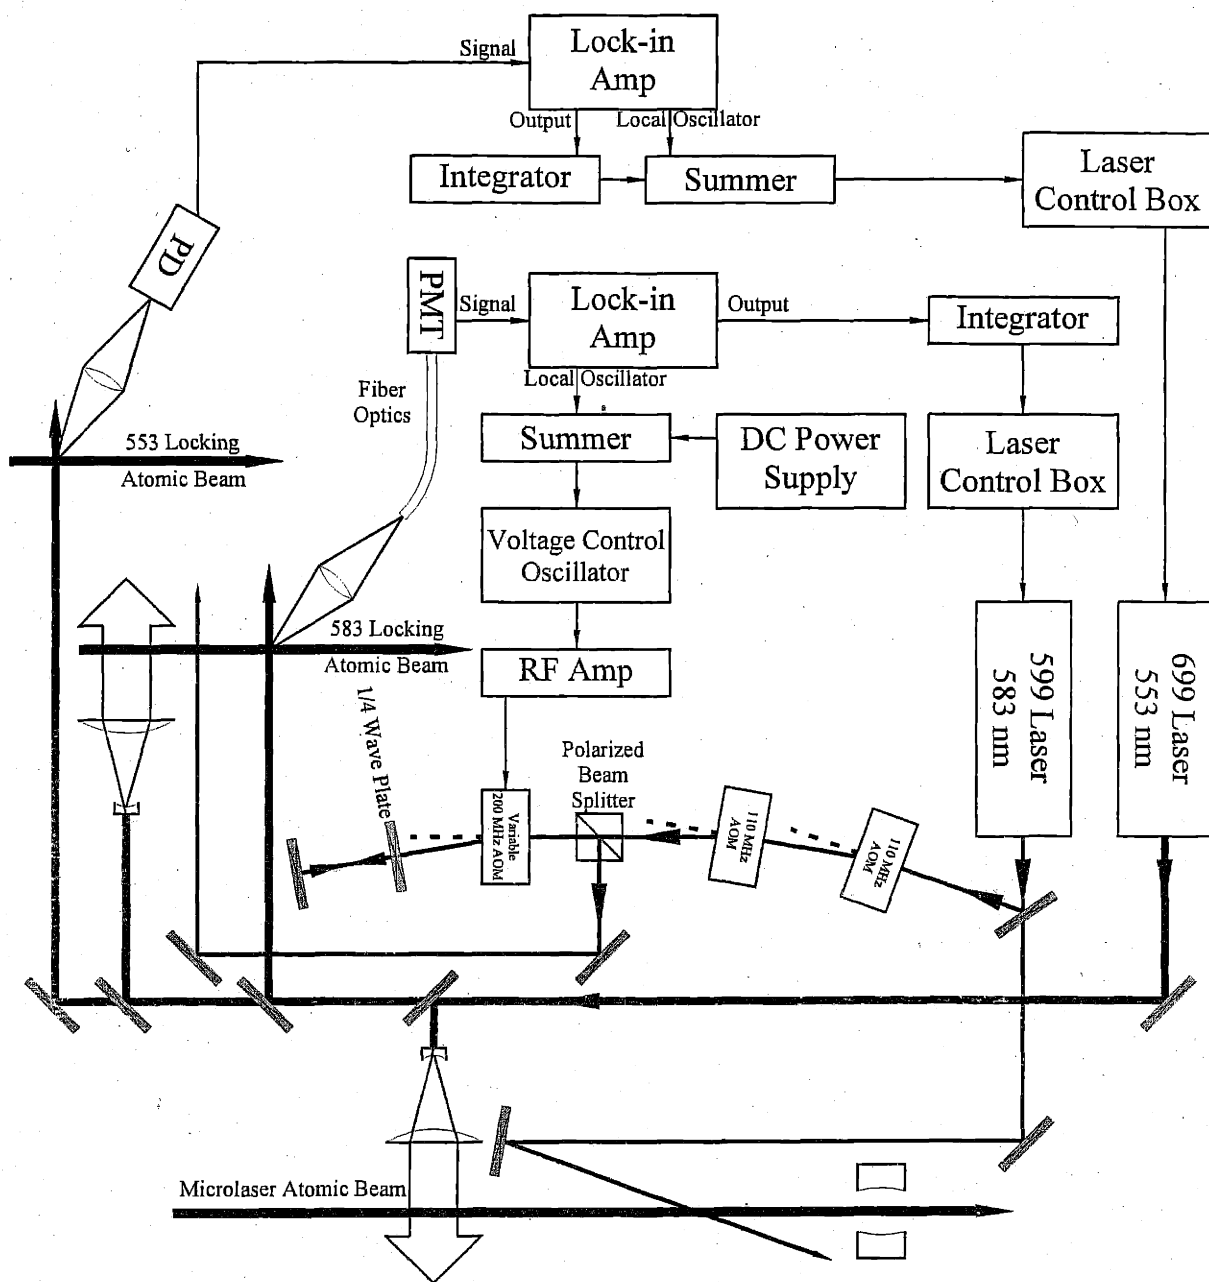 Lock-in
Amp
Signal
Output
Local Oscillator
Integrator
Summer
Laser
Control Box
PD
PMT
Signal
Lock-in
Amp
Output
Integrator
Local Oscillator
Fiber
Optics
Summer
DC Power
Supply
Laser
Control Box
553 Locking
Atomic Beam
Voltage Control
Oscillator
583 Locking
Atomic Beam
RF Amp
599 Laser
583 nm
699 Laser
553 nm
1/4 Wave Plate
Polarized
Beam
Splitter
Variable
200 MHz AOM
110 MHz
AOM
110 MHz
AOM
Microlaser Atomic Beam